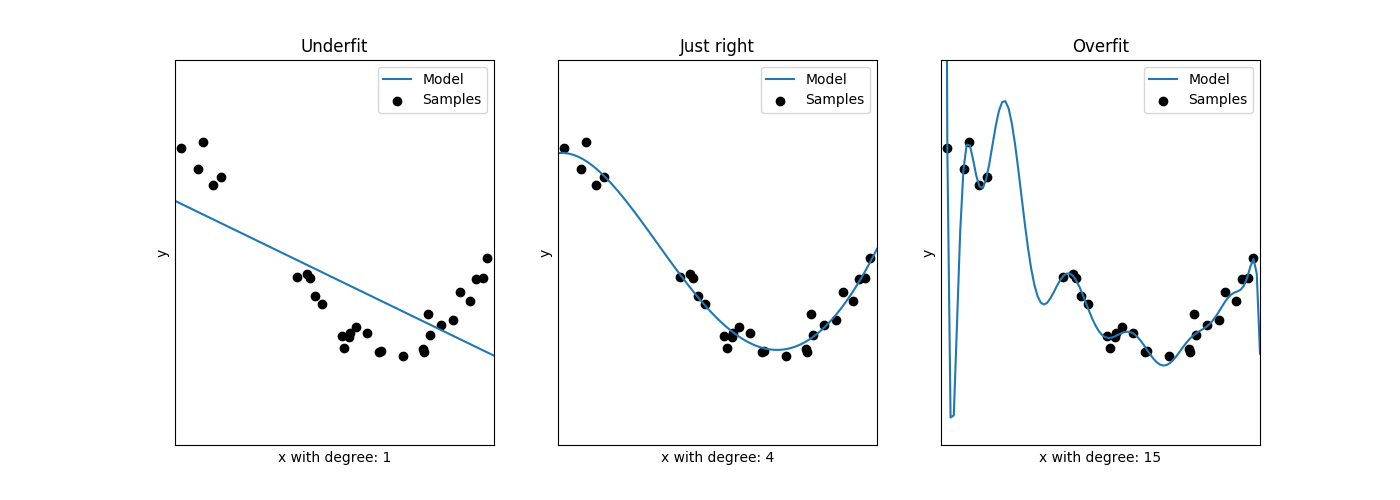 Underfit
Model
Samples
y
x with degree: 1
Just right
Model
Samples
y
x with degree: 4
Overfit
Model
Samples
y
x with degree: 15